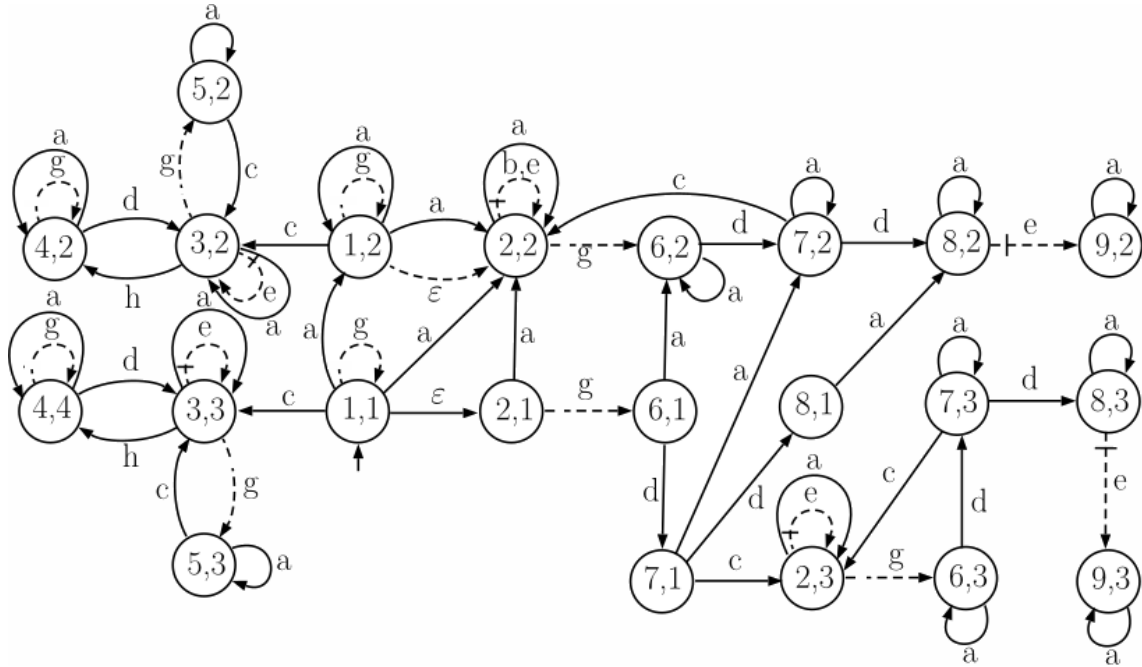 a
5,2
a a a
g g g b,e c a a a
g c
d a c d d e
4,2 3,2 1,2 2,2 6,2 7,2 8,2 9,2
g
h e ε a
a a a a g a a a a a a
g e
d c ε g d
4,4 3,3 1,1 2,1 6,1 8,1 7,3 8,3
h a
c g d d e c e d
5,3 a
7,1 c 2,3 g 6,3 9,3
a a